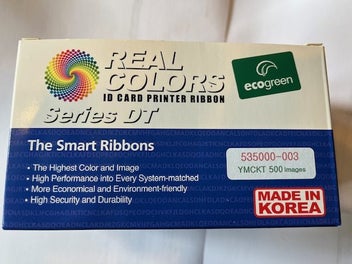 REAL
COLORS
ID CARD PRINTER RIBBON
Series DT
ecogreen
The Smart Ribbons
• The Highest Color and Image
• High Performance into Every System-matched
• More Economical and Environment-friendly
• High Security and Durability
535000-003
YMCKT 500 images
MADE IN
KOREA